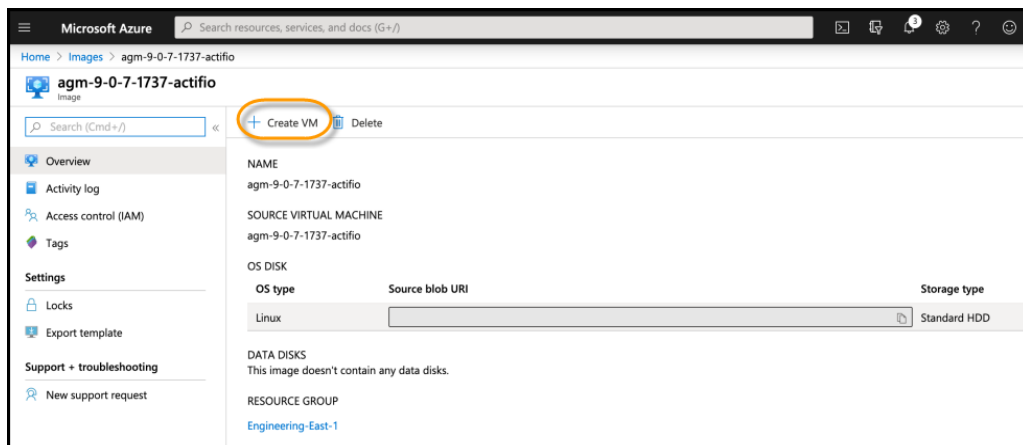 Microsoft Azure
Search resources, services, and docs (G+/)
3
Home > Images > agm-9-0-7-1737-actifio
agm-9-0-7-1737-actifio
Image
Search (Cmd+/)
«
+ Create VM
Delete
Overview
Activity log
Access control (IAM)
Tags
Settings
Locks
Export template
Support + troubleshooting
New support request
NAME
agm-9-0-7-1737-actifio
SOURCE VIRTUAL MACHINE
agm-9-0-7-1737-actifio
OS DISK
OS type Source blob URI Storage type
Linux Standard HDD
DATA DISKS
This image doesn't contain any data disks.
RESOURCE GROUP
Engineering-East-1